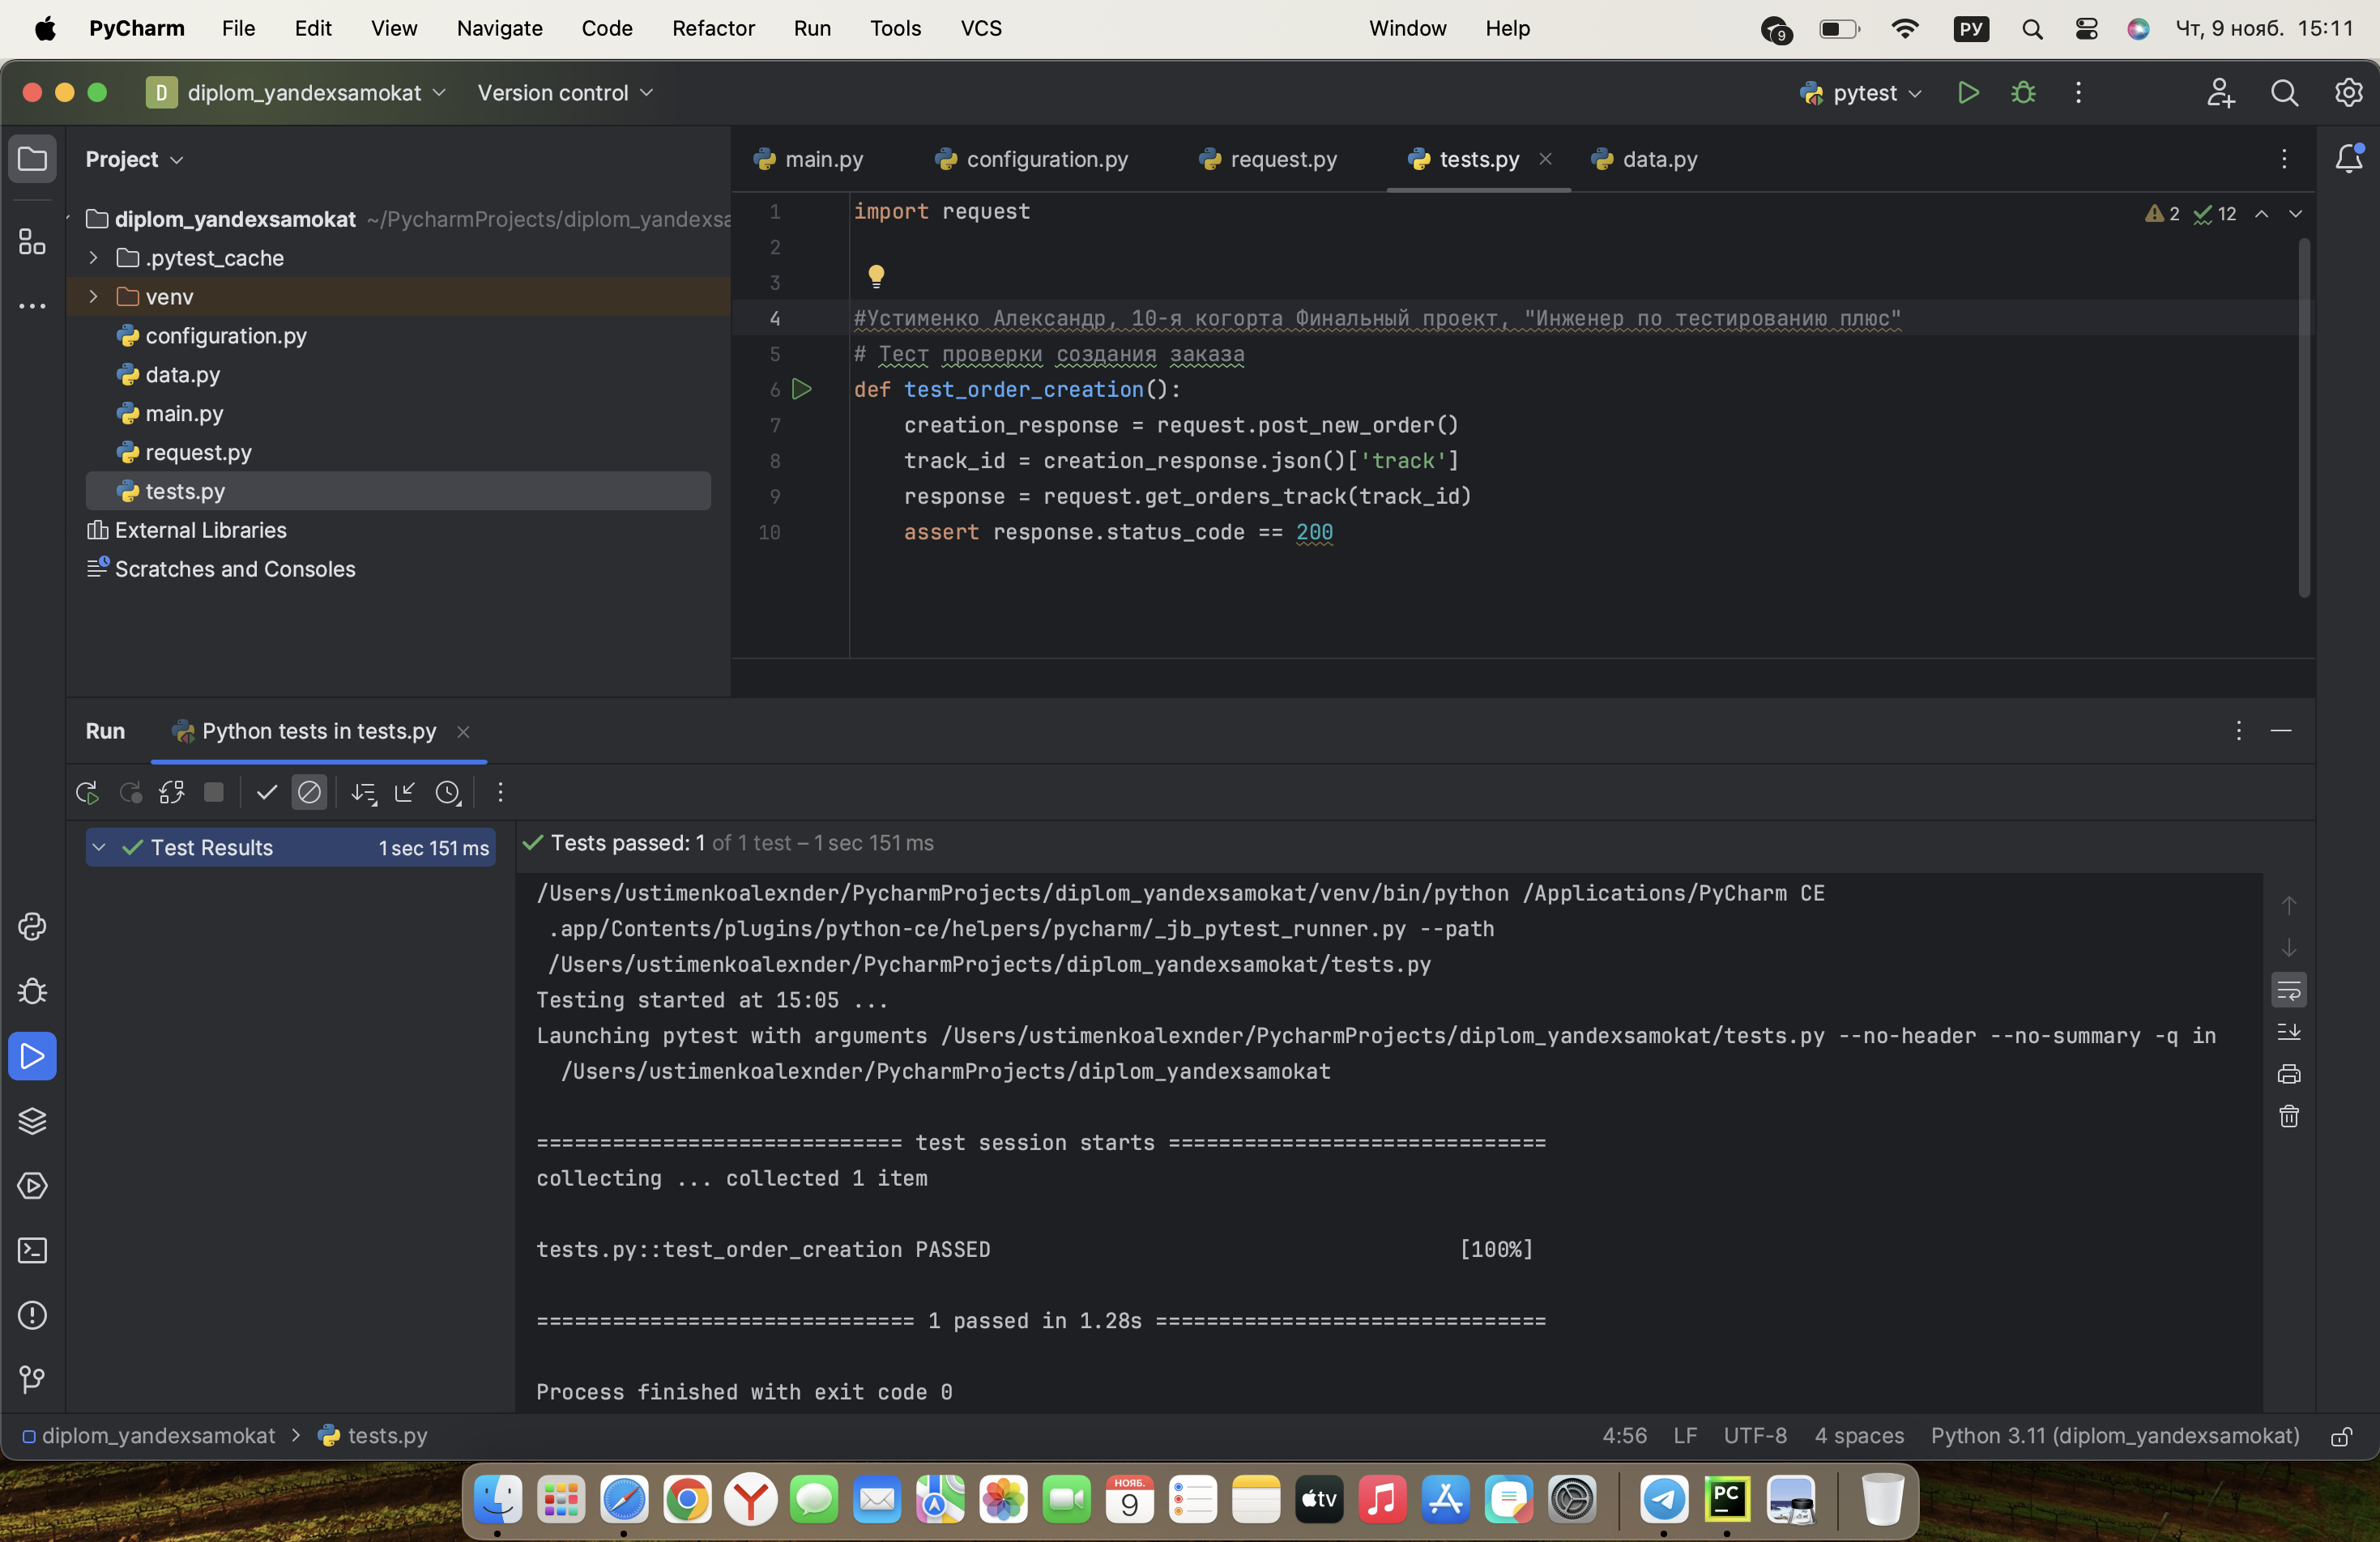 PyCharm File Edit View Navigate Code Refactor Run Tools VCS Window Help 9 РУ Чт, 9 нояб. 15:11
D diplom_yandexsamokat Version control pytest
Project
main.py configuration.py request.py tests.py data.py
diplom_yandexsamokat ~/PycharmProjects/diplom_yandexsa
.pytest_cache
venv
configuration.py
data.py
main.py
request.py
tests.py
External Libraries
Scratches and Consoles
2 12
1 import request
2
3
4 #Устименко Александр, 10-я когорта Финальный проект, "Инженер по тестированию плюс"
5 # Тест проверки создания заказа
6 def test_order_creation():
7 creation_response = request.post_new_order()
8 track_id = creation_response.json()['track']
9 response = request.get_orders_track(track_id)
10 assert response.status_code == 200
Run Python tests in tests.py
Test Results 1 sec 151 ms
Tests passed: 1 of 1 test – 1 sec 151 ms
/Users/ustimenkoalexnder/PycharmProjects/diplom_yandexsamokat/venv/bin/python /Applications/PyCharm CE
.app/Contents/plugins/python-ce/helpers/pycharm/_jb_pytest_runner.py --path
/Users/ustimenkoalexnder/PycharmProjects/diplom_yandexsamokat/tests.py
Testing started at 15:05 ...
Launching pytest with arguments /Users/ustimenkoalexnder/PycharmProjects/diplom_yandexsamokat/tests.py --no-header --no-summary -q in
/Users/ustimenkoalexnder/PycharmProjects/diplom_yandexsamokat
============================= test session starts ==============================
collecting ... collected 1 item
tests.py::test_order_creation PASSED [100%]
============================== 1 passed in 1.28s ===============================
Process finished with exit code 0
diplom_yandexsamokat > tests.py 4:56 LF UTF-8 4 spaces Python 3.11 (diplom_yandexsamokat)
НОЯБ.
9
tv
PC